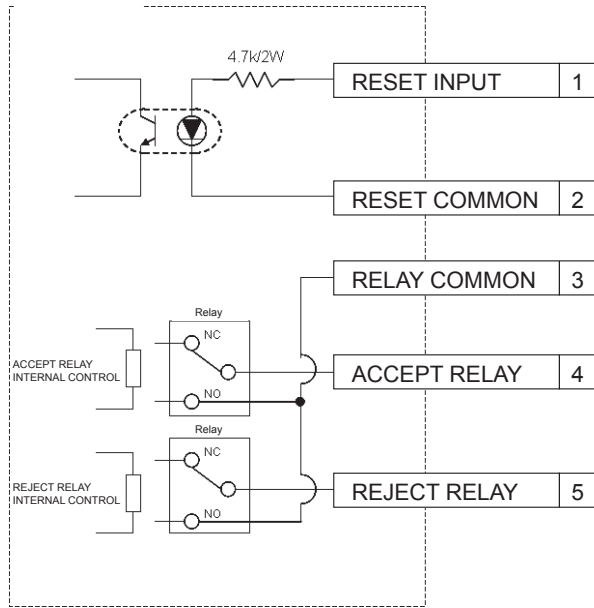 4.7k/2W
RESET INPUT 1
RESET COMMON 2
RELAY COMMON 3
Relay
NC
ACCEPT RELAY
INTERNAL CONTROL
ACCEPT RELAY 4
NO
Relay
NC
REJECT RELAY
INTERNAL CONTROL
REJECT RELAY 5
NO